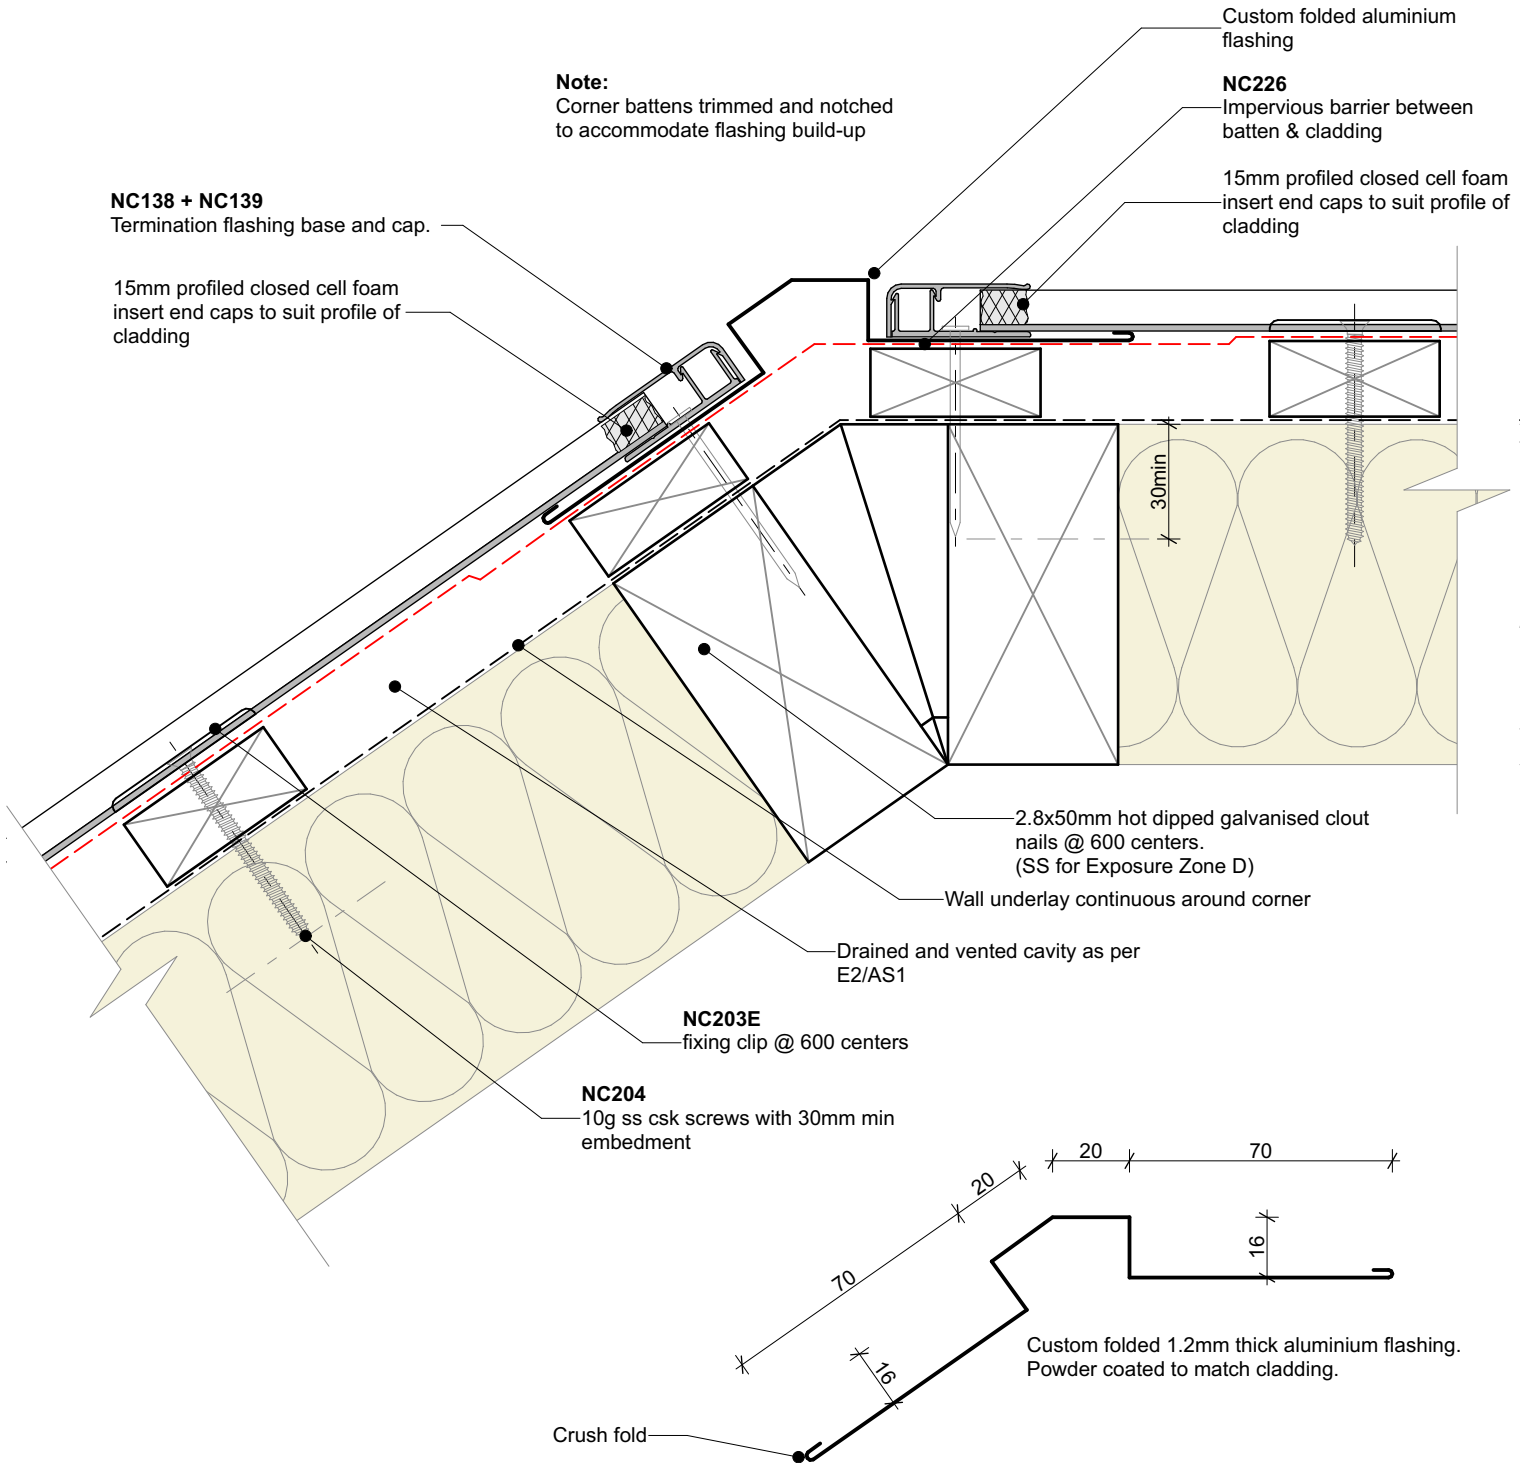 Custom folded aluminium
flashing
Note:
Corner battens trimmed and notched
to accommodate flashing build-up
NC226
Impervious barrier between
batten & cladding
15mm profiled closed cell foam
insert end caps to suit profile of
cladding
NC138 + NC139
Termination flashing base and cap.
15mm profiled closed cell foam
insert end caps to suit profile of
cladding
30min
2.8x50mm hot dipped galvanised clout
nails @ 600 centers.
(SS for Exposure Zone D)
Wall underlay continuous around corner
Drained and vented cavity as per
E2/AS1
NC203E
fixing clip @ 600 centers
NC204
10g ss csk screws with 30mm min
embedment
20
70
20
70
16
16
Custom folded 1.2mm thick aluminium flashing.
Powder coated to match cladding.
Crush fold